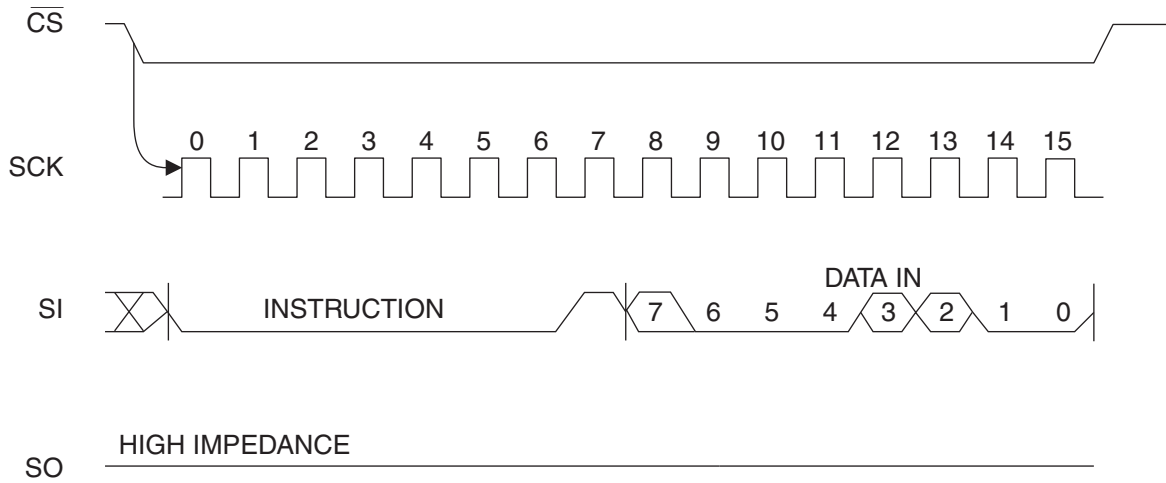 CS
0 1 2 3 4 5 6 7 8 9 10 11 12 13 14 15
SCK
DATA IN
SI INSTRUCTION 7 6 5 4 3 2 1 0
HIGH IMPEDANCE
SO